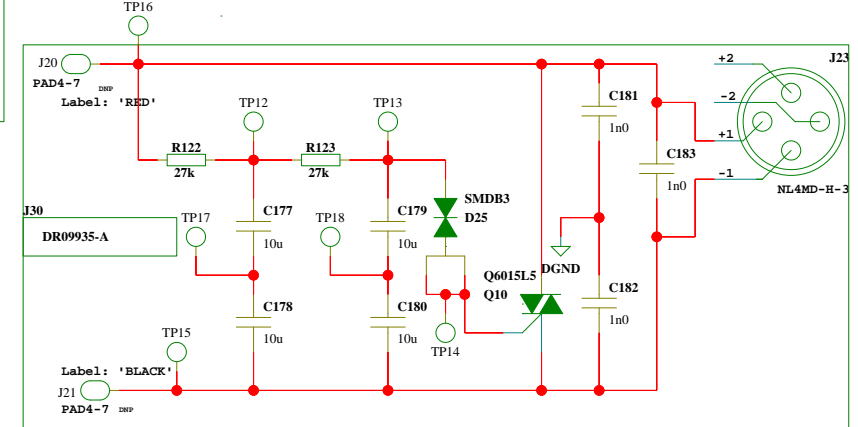 TP16
J20
PAD4-7 DNP
Label: 'RED'
+2
J23
-2
+1
-1
NL4MD-H-3
C181
1n0
C183
1n0
TP12
TP13
R122
27k
R123
27k
SMDB3
D25
J30
DR09935-A
TP17
C177
10u
TP18
C179
10u
Q6015L5
Q10
DGND
C182
1n0
C178
10u
C180
10u
TP14
TP15
Label: 'BLACK'
J21
PAD4-7 DNP